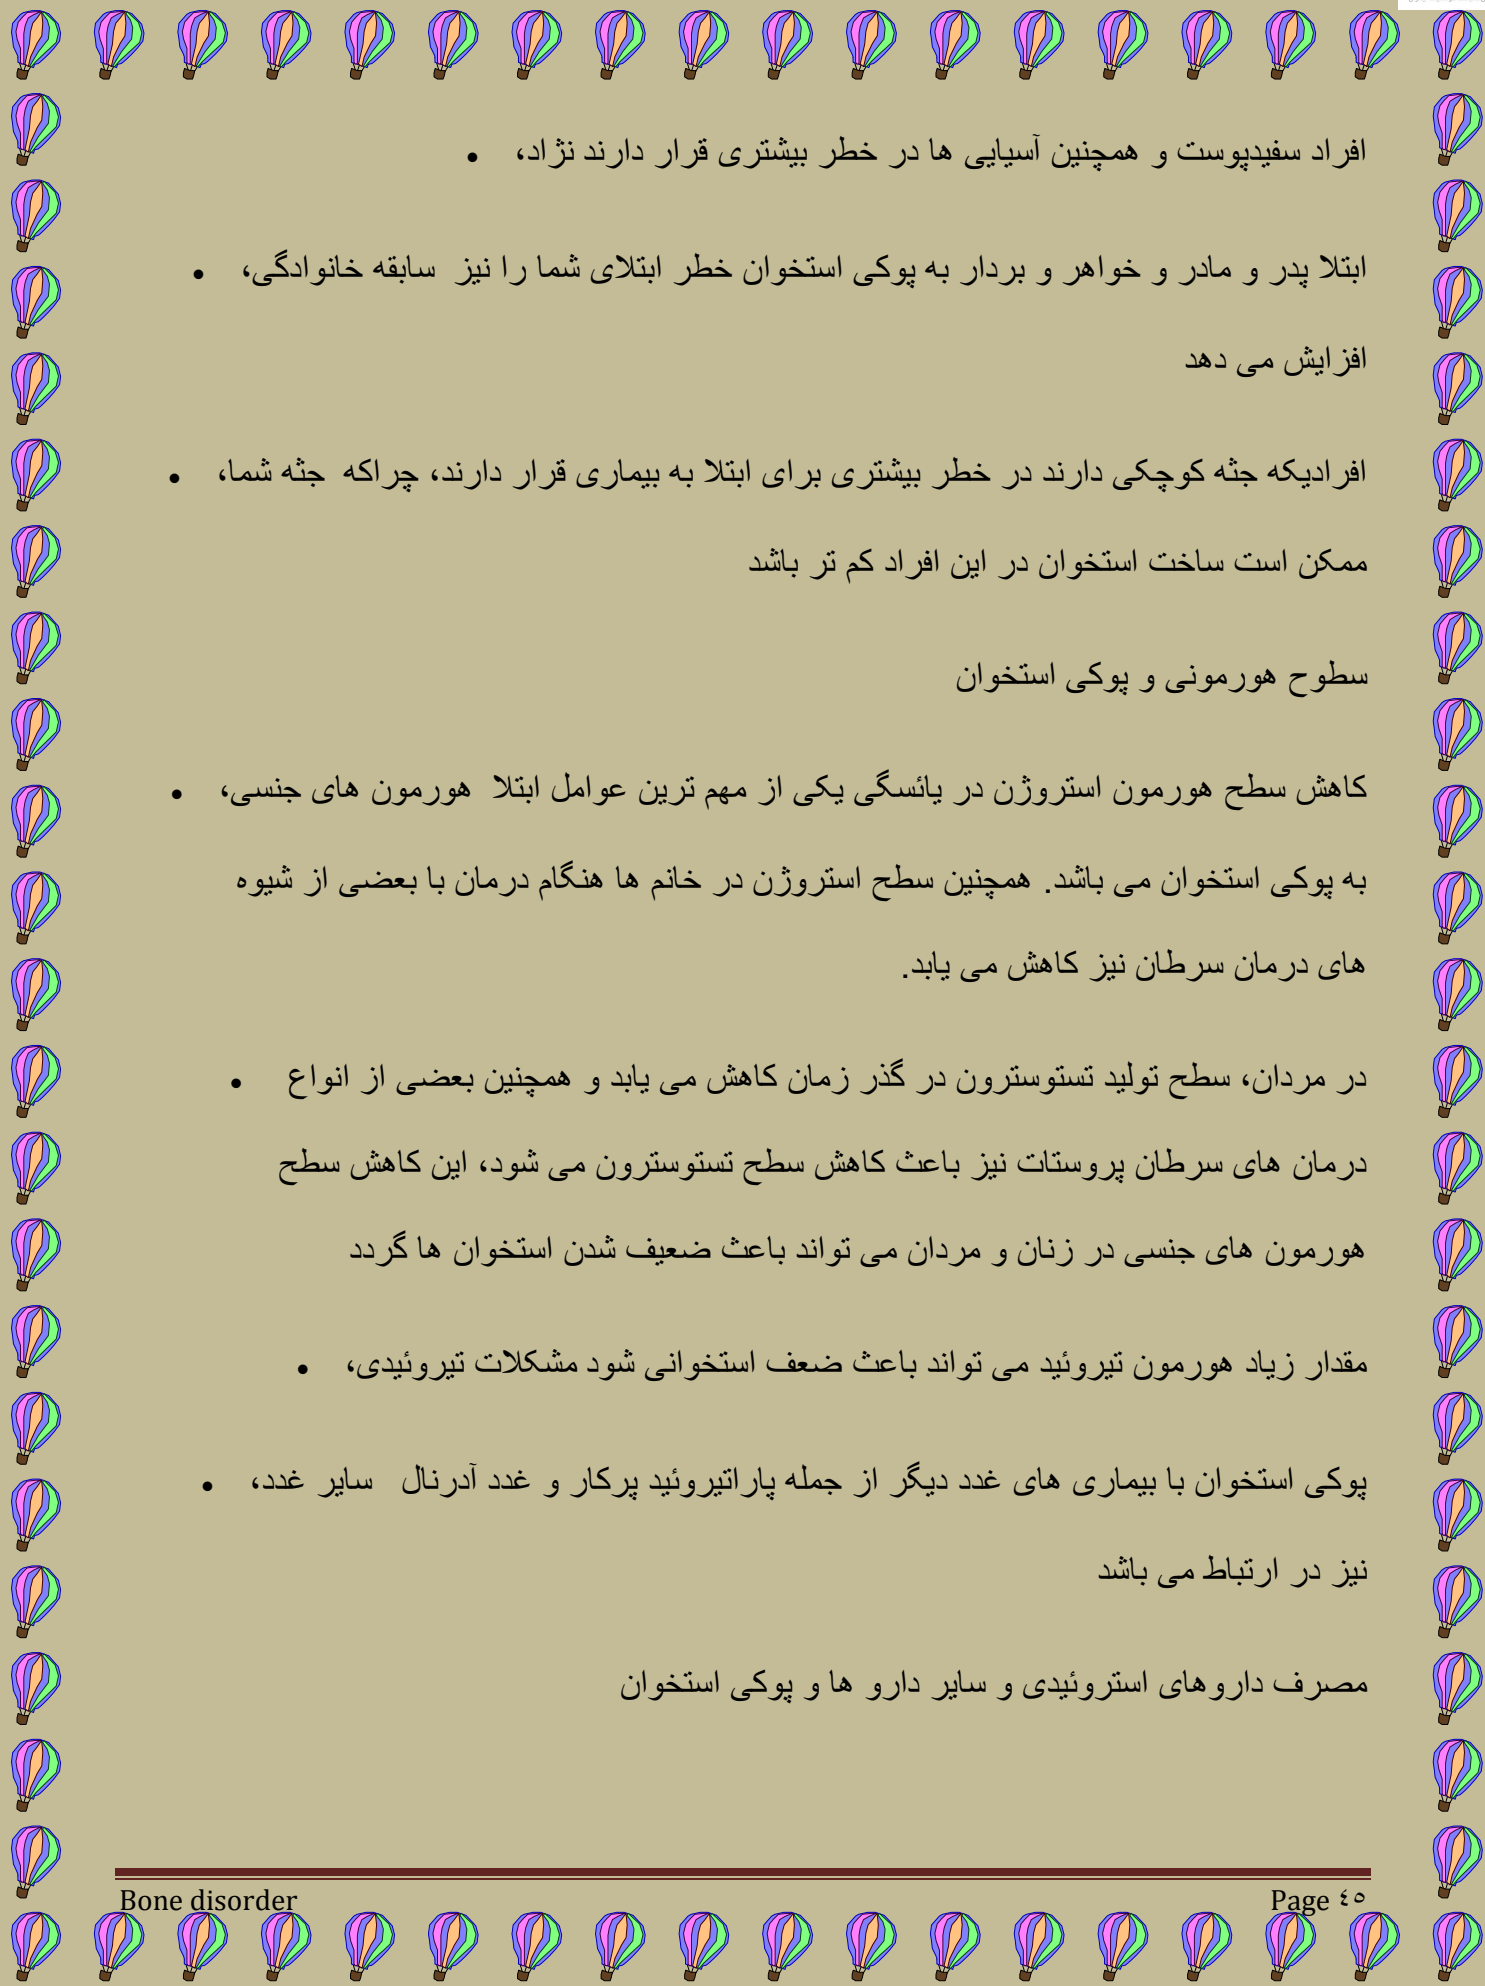 افراد سفیدپوست و همچنین آسیایی ها در خطر بیشتری قرار دارند نژاد، •
ابتلا پدر و مادر و خواهر و بردار به پوکی استخوان خطر ابتلای شما را نیز سابقه خانوادگی، •
افزایش می دهد
افرادیکه جثه کوچکی دارند در خطر بیشتری برای ابتلا به بیماری قرار دارند، چراکه جثه شما، •
ممکن است ساخت استخوان در این افراد کم تر باشد
سطوح هورمونی و پوکی استخوان
کاهش سطح هورمون استروژن در یائسگی یکی از مهم ترین عوامل ابتلا هورمون های جنسی، •
به پوکی استخوان می باشد. همچنین سطح استروژن در خانم ها هنگام درمان با بعضی از شیوه
های درمان سرطان نیز کاهش می یابد.
در مردان، سطح تولید تستوسترون در گذر زمان کاهش می یابد و همچنین بعضی از انواع •
درمان های سرطان پروستات نیز باعث کاهش سطح تستوسترون می شود، این کاهش سطح
هورمون های جنسی در زنان و مردان می تواند باعث ضعیف شدن استخوان ها گردد
مقدار زیاد هورمون تیروئید می تواند باعث ضعف استخوانی شود مشکلات تیروئیدی، •
پوکی استخوان با بیماری های غدد دیگر از جمله پاراتیروئید پرکار و غدد آدرنال سایر غدد، •
نیز در ارتباط می باشد
مصرف داروهای استروئیدی و سایر دارو ها و پوکی استخوان
Bone disorder Page ٤٥